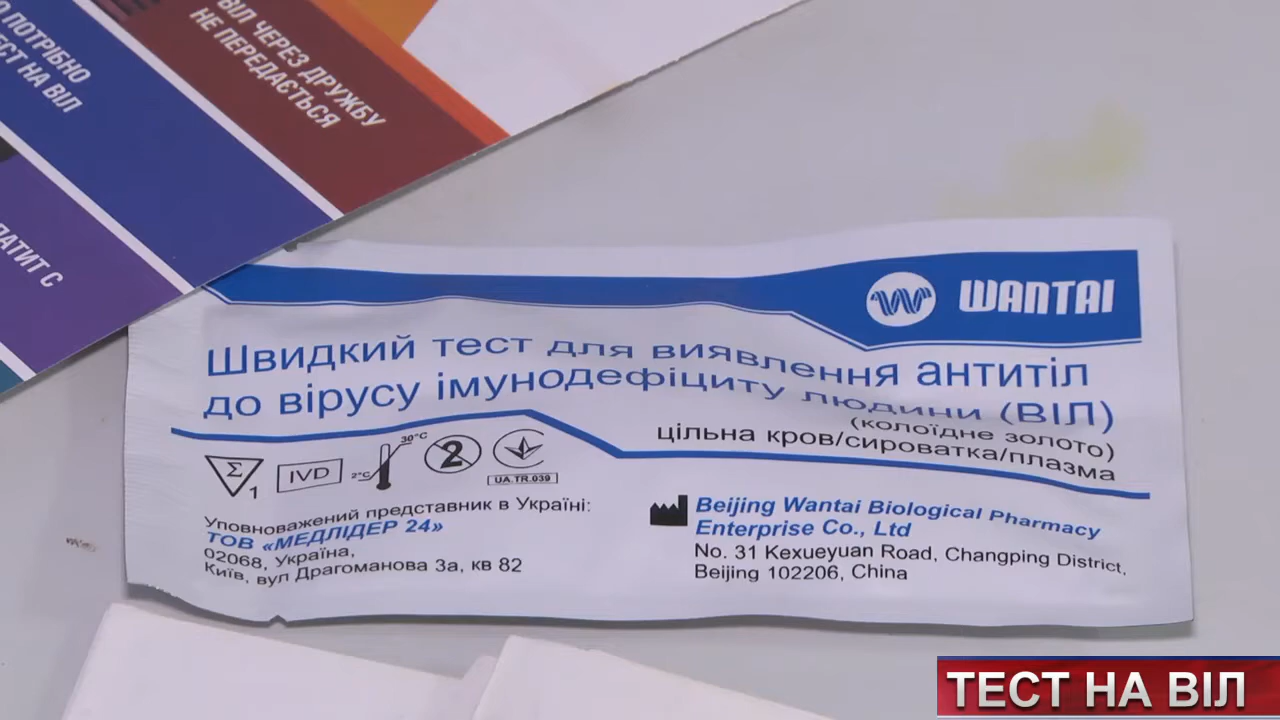 ПОТРІБНО
ТЕСТ НА ВІЛ
ВІЛ ЧЕРЕЗ ДРУЖБУ
НЕ ПЕРЕДАЄТЬСЯ
WANTAI
Швидкий тест для виявлення антитіл
до вірусу імунодефіциту людини (ВІЛ)
(колоїдне золото)
цільна кров/сироватка/плазма
Σ
1
IVD
2°C
30°C
2
UA.TR.039
Уповноважений представник в Україні:
ТОВ «МЕДЛІДЕР 24»
02068, Україна,
Київ, вул Драгоманова 3а, кв 82
Beijing Wantai Biological Pharmacy
Enterprise Co., Ltd
No. 31 Kexueyuan Road, Changping District,
Beijing 102206, China
ТЕСТ НА ВІЛ